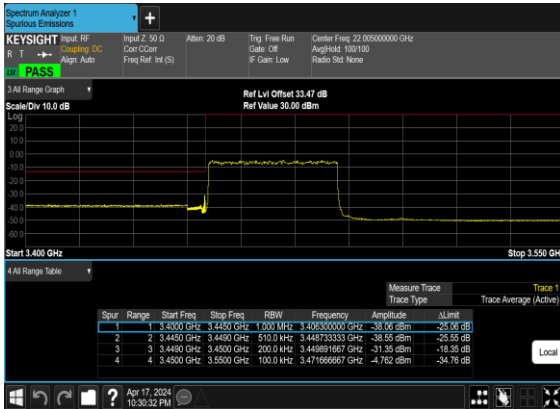 Spectrum Analyzer 1
Spurious Emissions
+
KEYSIGHT
R T
LXI PASS
Input: RF
Coupling: DC
Align: Auto
Input Z: 50 Ω
Corr CCorr
Freq Ref: Int (S)
Atten: 20 dB
Trig: Free Run
Gate: Off
IF Gain: Low
Center Freq: 22.005000000 GHz
Avg|Hold: 100/100
Radio Std: None
3 All Range Graph
Scale/Div 10.0 dB
Ref Lvl Offset 33.47 dB
Ref Value 30.00 dBm
Log
20.0
10.0
0.00
-10.0
-20.0
-30.0
-40.0
-50.0
-60.0
Start 3.400 GHz
Stop 3.550 GH
4 All Range Table
Measure Trace Trace 1
Trace Type Trace Average (Active)
Spur Range Start Freq Stop Freq RBW Frequency Amplitude ΔLimit
1 1 3.4000 GHz 3.4450 GHz 1.000 MHz 3.406300000 GHz -38.06 dBm -25.06 dB
2 2 3.4450 GHz 3.4490 GHz 510.0 kHz 3.448733333 GHz -38.55 dBm -25.55 dB
3 3 3.4490 GHz 3.4500 GHz 200.0 kHz 3.449891667 GHz -31.35 dBm -18.35 dB
4 4 3.4500 GHz 3.5500 GHz 100.0 kHz 3.471666667 GHz -4.762 dBm -34.76 dB
Local
?
Apr 17, 2024
10:30:32 PM